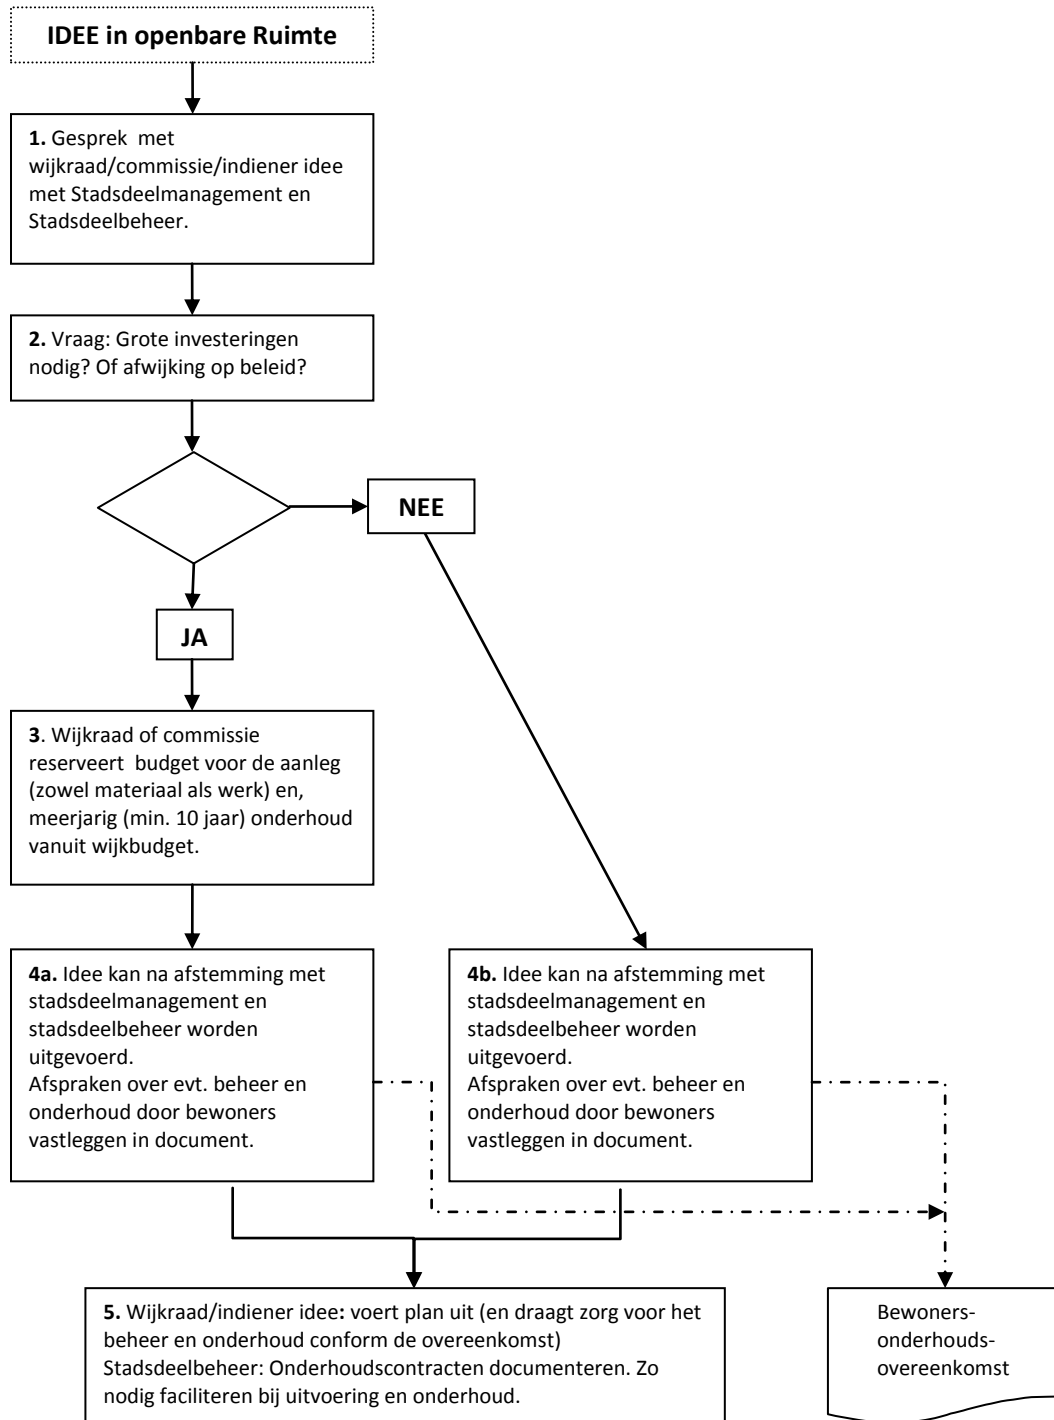 IDEE in openbare Ruimte
1. Gesprek met
wijkraad/commissie/indiener idee
met Stadsdeelmanagement en
Stadsdeelbeheer.
2. Vraag: Grote investeringen
nodig? Of afwijking op beleid?
NEE
JA
3. Wijkraad of commissie
reserveert budget voor de aanleg
(zowel materiaal als werk) en,
meerjarig (min. 10 jaar) onderhoud
vanuit wijkbudget.
4a. Idee kan na afstemming met
stadsdeelmanagement en
stadsdeelbeheer worden
uitgevoerd.
Afspraken over evt. beheer en
onderhoud door bewoners
vastleggen in document.
4b. Idee kan na afstemming met
stadsdeelmanagement en
stadsdeelbeheer worden
uitgevoerd.
Afspraken over evt. beheer en
onderhoud door bewoners
vastleggen in document.
5. Wijkraad/indiener idee: voert plan uit (en draagt zorg voor het
beheer en onderhoud conform de overeenkomst)
Stadsdeelbeheer: Onderhoudscontracten documenteren. Zo
nodig faciliteren bij uitvoering en onderhoud.
Bewoners-
onderhouds-
overeenkomst